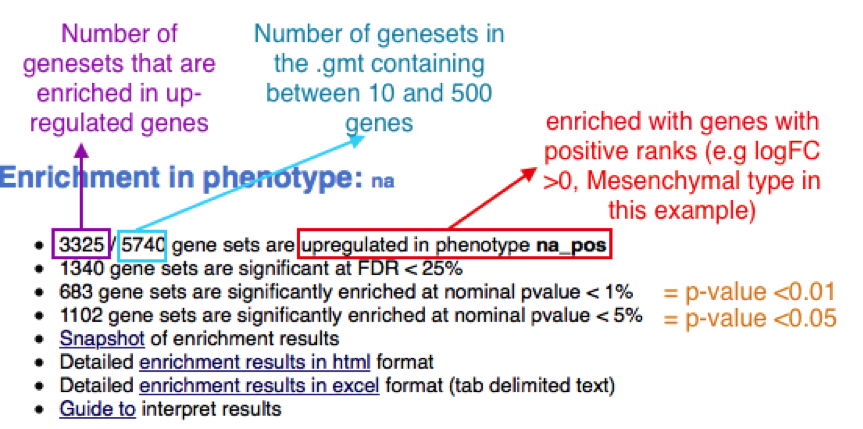 Number of
genesets that are
enriched in up-
regulated genes
Number of genesets in
the .gmt containing
between 10 and 500
genes
enriched with genes with
positive ranks (e.g logFC
>0, Mesenchymal type in
this example)
Enrichment in phenotype: na
• 3325 / 5740 gene sets are upregulated in phenotype na_pos
• 1340 gene sets are significant at FDR < 25%
• 683 gene sets are significantly enriched at nominal pvalue < 1% = p-value <0.01
• 1102 gene sets are significantly enriched at nominal pvalue < 5% = p-value <0.05
• Snapshot of enrichment results
• Detailed enrichment results in html format
• Detailed enrichment results in excel format (tab delimited text)
• Guide to interpret results